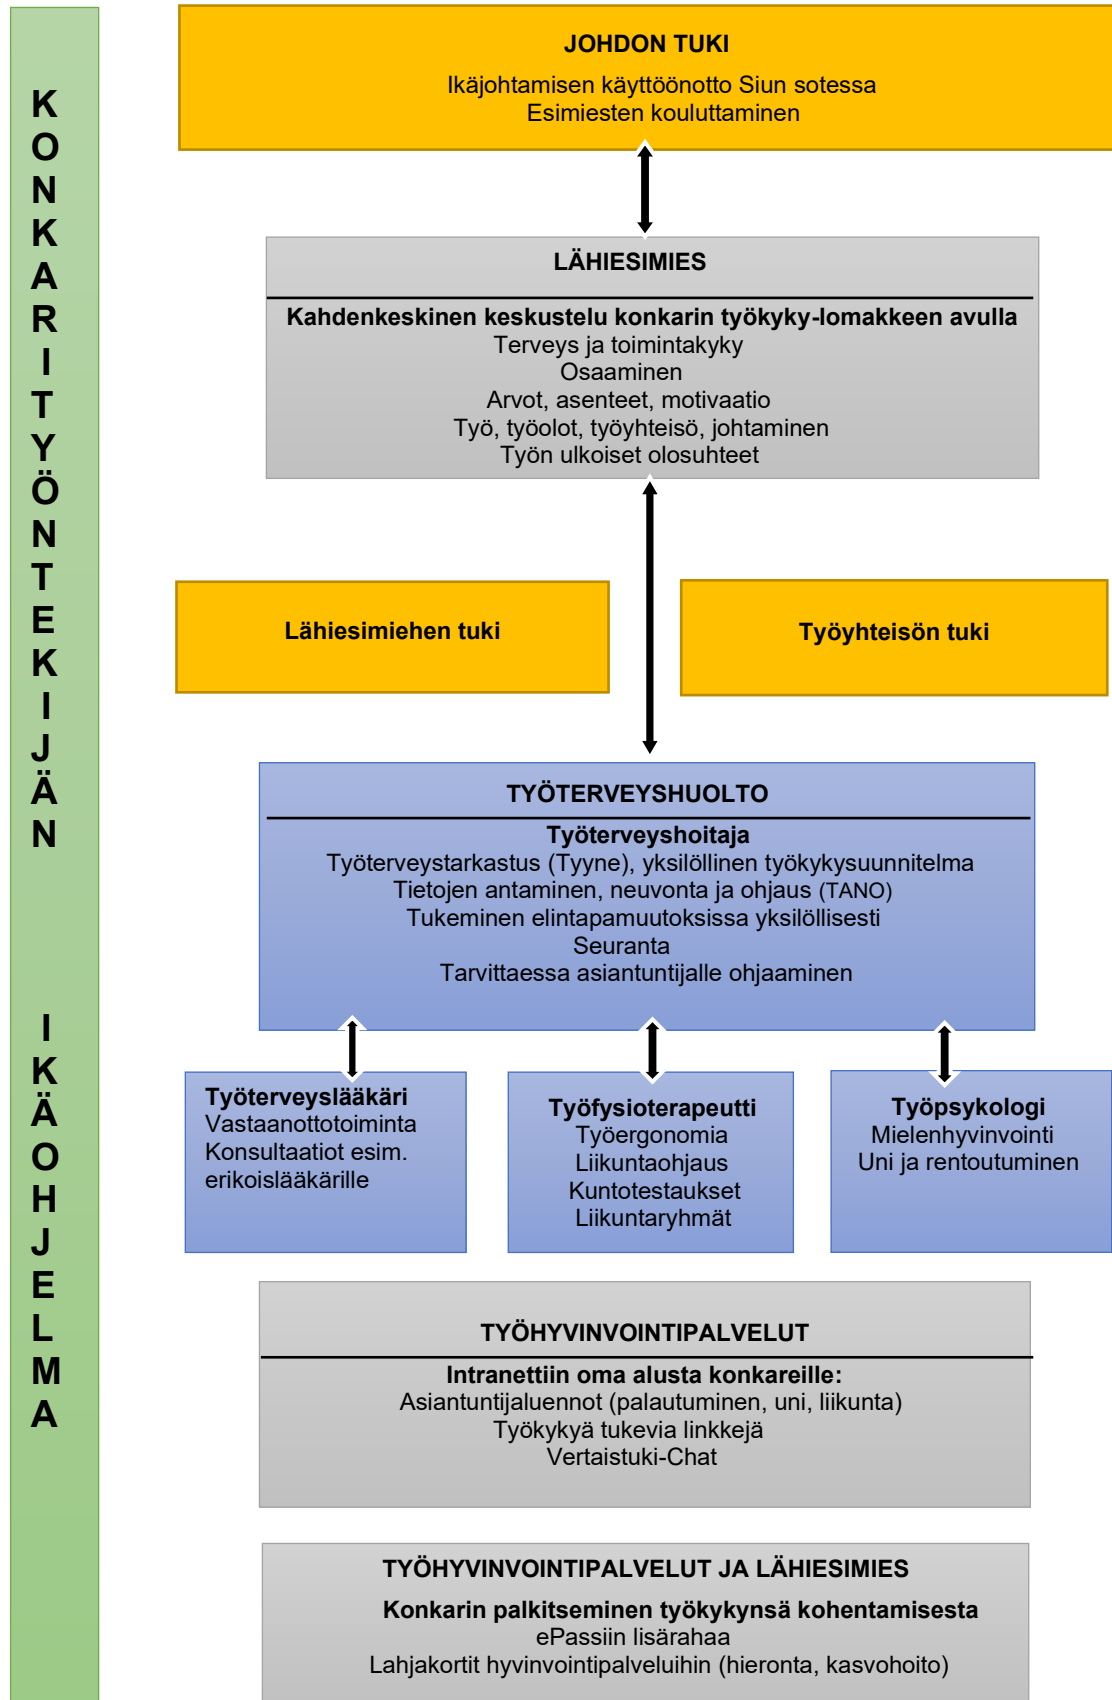 KONKARITYÖNTEKIJÄN IKÄOHJELMA
JOHDON TUKI
Ikäjohtamisen käyttöönotto Siun sotessa
Esimiesten kouluttaminen
LÄHIESIMIES
Kahdenkeskinen keskustelu konkarin työkyky-lomakkeen avulla
Terveys ja toimintakyky
Osaaminen
Arvot, asenteet, motivaatio
Työ, työolot, työyhteisö, johtaminen
Työn ulkoiset olosuhteet
Lähiesimiehen tuki
Työyhteisön tuki
TYÖTERVEYSHUOLTO
Työterveyshoitaja
Työterveystarkastus (Tyyne), yksilöllinen työkykysuunnitelma
Tietojen antaminen, neuvonta ja ohjaus (TANO)
Tukeminen elintapamuutoksissa yksilöllisesti
Seuranta
Tarvittaessa asiantuntijalle ohjaaminen
Työterveyslääkäri
Vastaanottotoiminta
Konsultaatiot esim.
erikoislääkärille
Työfysioterapeutti
Työergonomia
Liikuntaohjaus
Kuntotestaukset
Liikuntaryhmät
Työpsykologi
Mielenhyvinvointi
Uni ja rentoutuminen
TYÖHYVINVOINTIPALVELUT
Intranettiin oma alusta konkareille:
Asiantuntijaluennot (palautuminen, uni, liikunta)
Työkykyä tukevia linkkejä
Vertaistuki-Chat
TYÖHYVINVOINTIPALVELUT JA LÄHIESIMIES
Konkarin palkitseminen työkykynsä kohentamisesta
ePassiin lisärahaa
Lahjakortit hyvinvointipalveluihin (hieronta, kasvohoito)